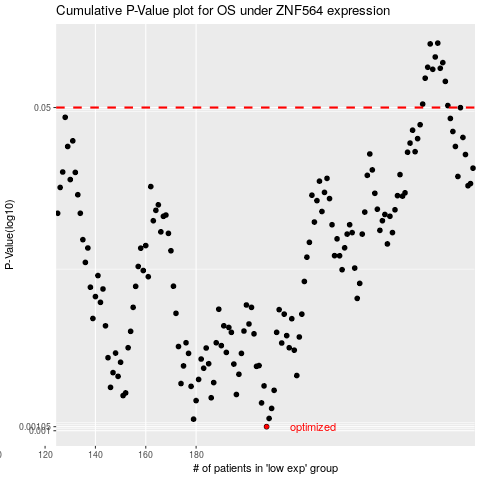 Cumulative P-Value plot for OS under ZNF564 expression
P-Value(log10)
0.05
0.00105
0.001
optimized
0 120 140 160 180
# of patients in 'low exp' group